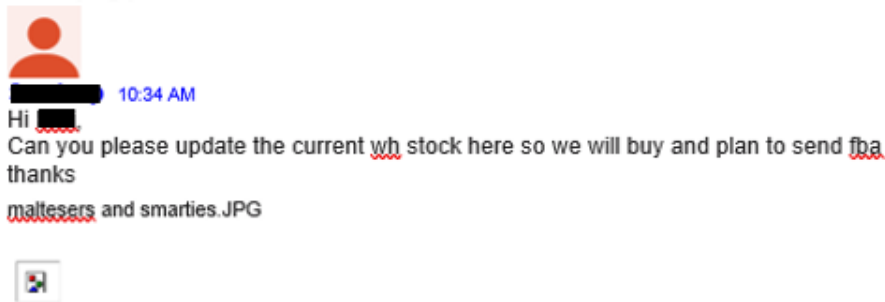 10:34 AM
Hi
Can you please update the current wh stock here so we will buy and plan to send fba
thanks
maltesers and smarties.JPG